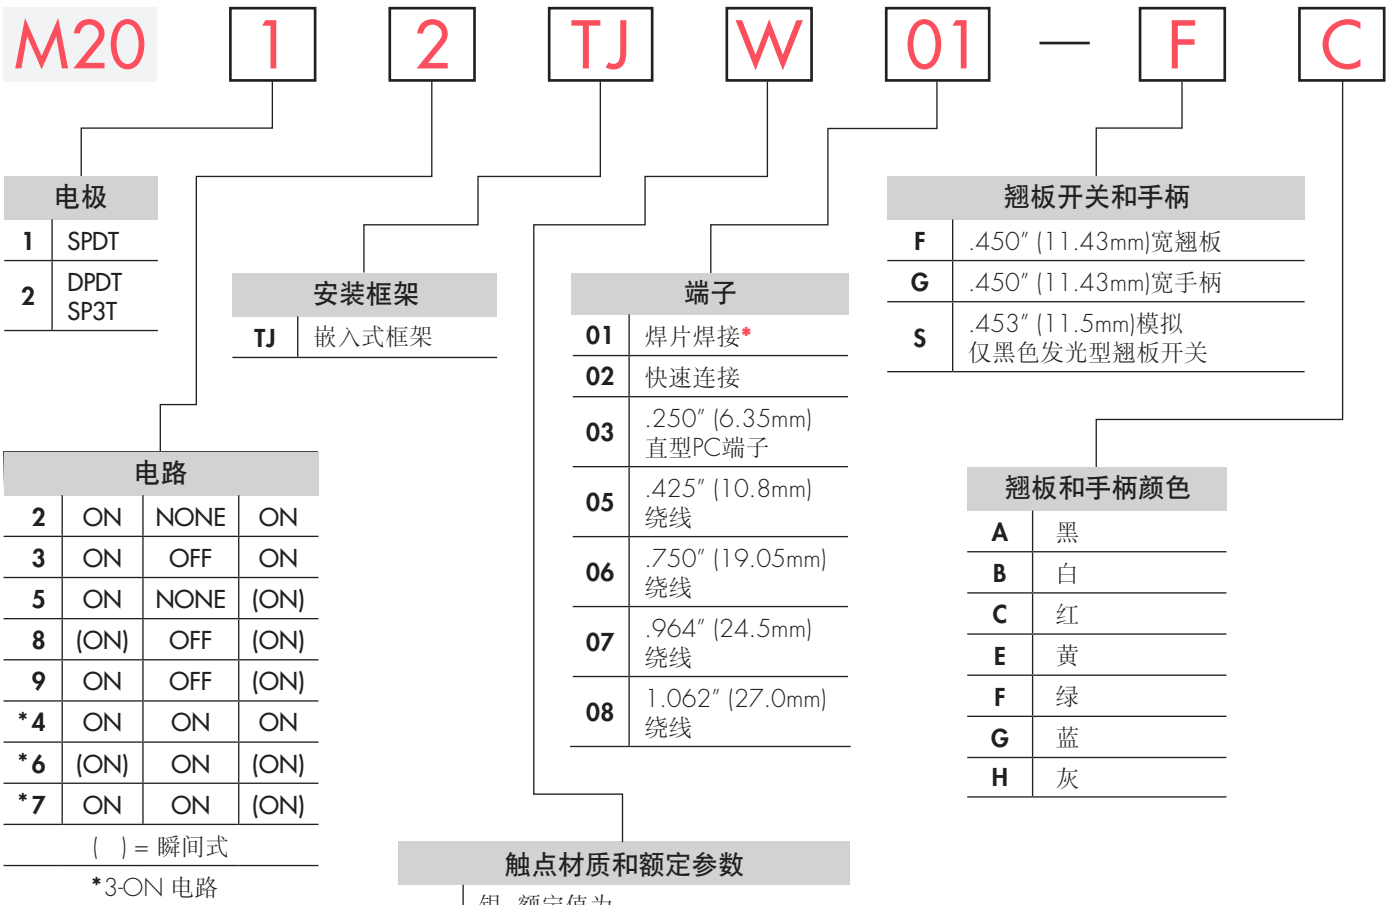 M20 1 2 TJ W 01 — F C
电极
1 SPDT
2 DPDT
SP3T
安装框架
TJ 嵌入式框架
端子
01 焊片焊接*
02 快速连接
03 .250" (6.35mm)
直型PC端子
05 .425" (10.8mm)
绕线
06 .750" (19.05mm)
绕线
07 .964" (24.5mm)
绕线
08 1.062" (27.0mm)
绕线
翘板开关和手柄
F .450" (11.43mm)宽翘板
G .450" (11.43mm)宽手柄
S .453" (11.5mm)模拟
仅黑色发光型翘板开关
电路
2 ON NONE ON
3 ON OFF ON
5 ON NONE (ON)
8 (ON) OFF (ON)
9 ON OFF (ON)
*4 ON ON ON
*6 (ON) ON (ON)
*7 ON ON (ON)
( ) = 瞬间式
*3-ON 电路
翘板和手柄颜色
A 黑
B 白
C 红
E 黄
F 绿
G 蓝
H 灰
触点材质和额定参数